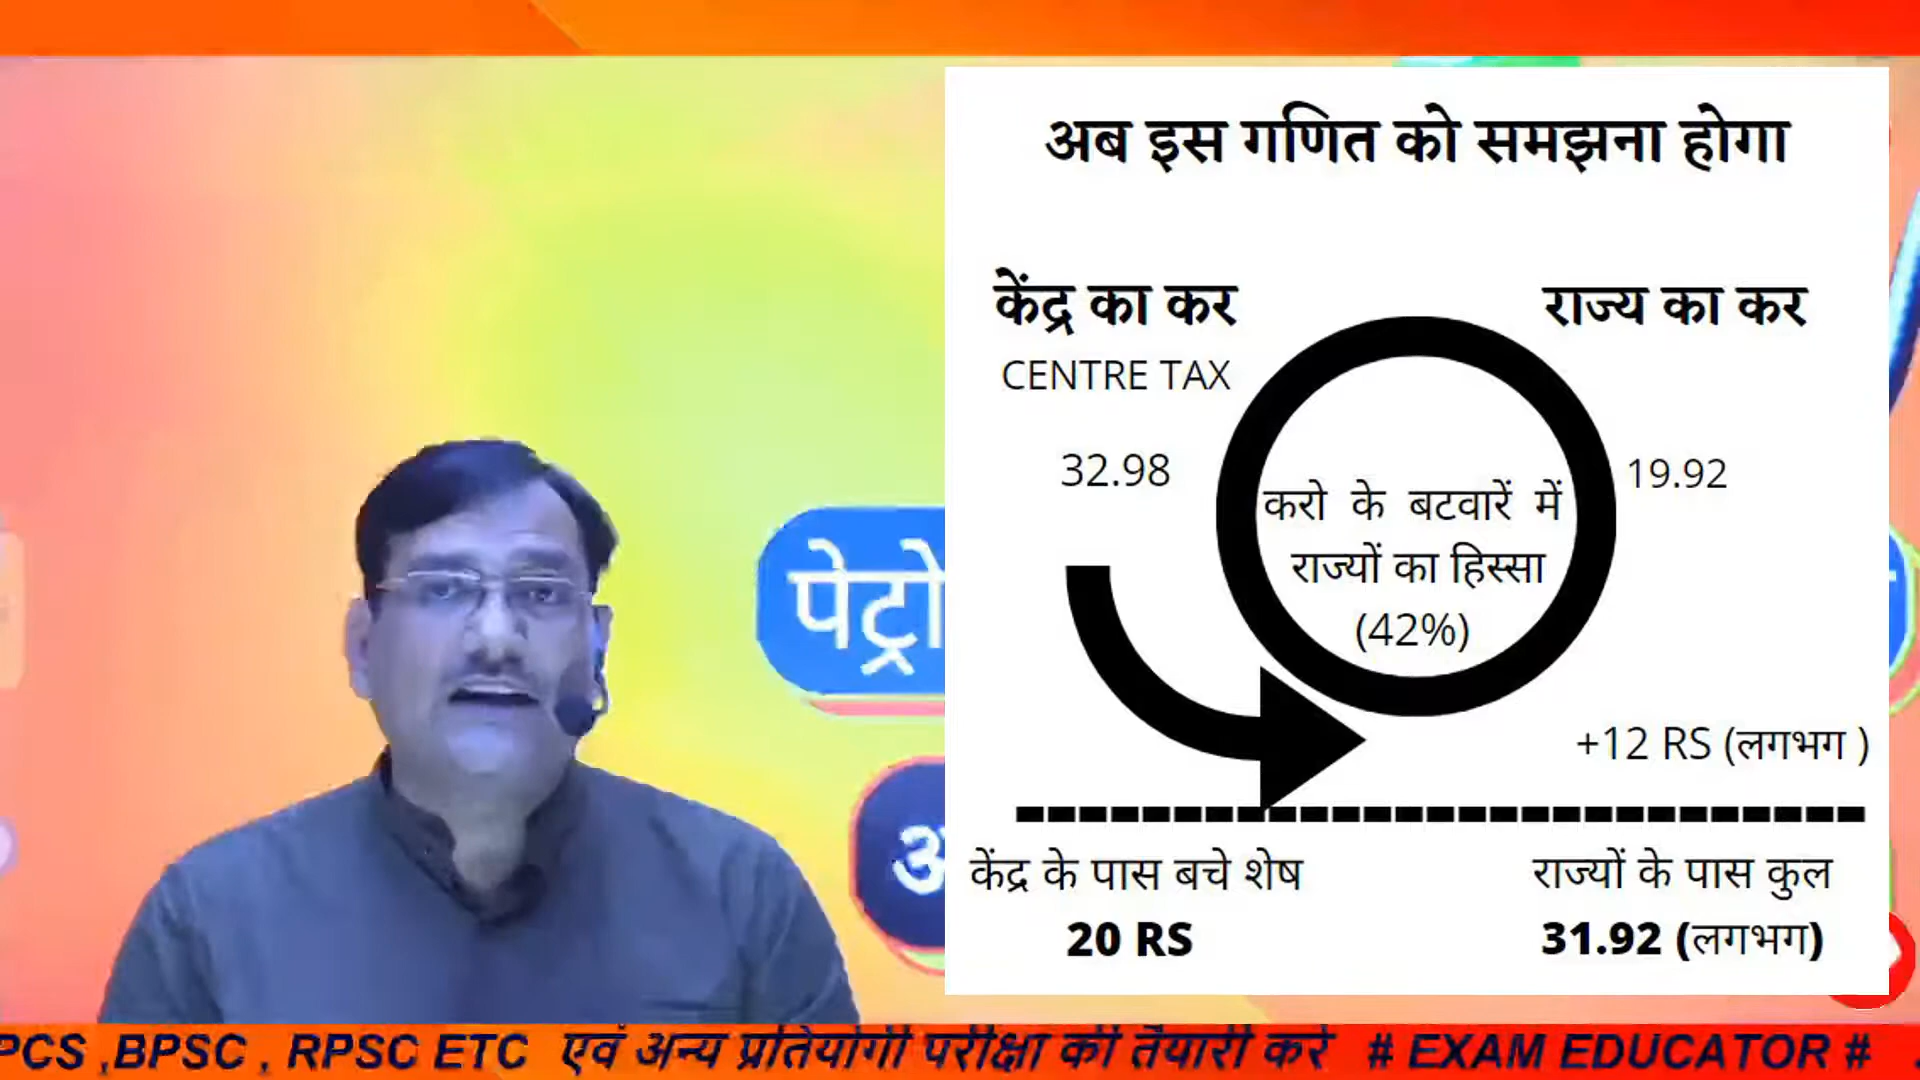 अब इस गणित को समझना होगा
केंद्र का कर
CENTRE TAX
32.98
राज्य का कर
19.92
करो के बटवारें में
राज्यों का हिस्सा
(42%)
+12 RS (लगभग )
केंद्र के पास बचे शेष
20 RS
राज्यों के पास कुल
31.92 (लगभग)
पेट्रो
PCS ,BPSC , RPSC ETC एवं अन्य प्रतियोगी परीक्षा की तैयारी करे # EXAM EDUCATOR #